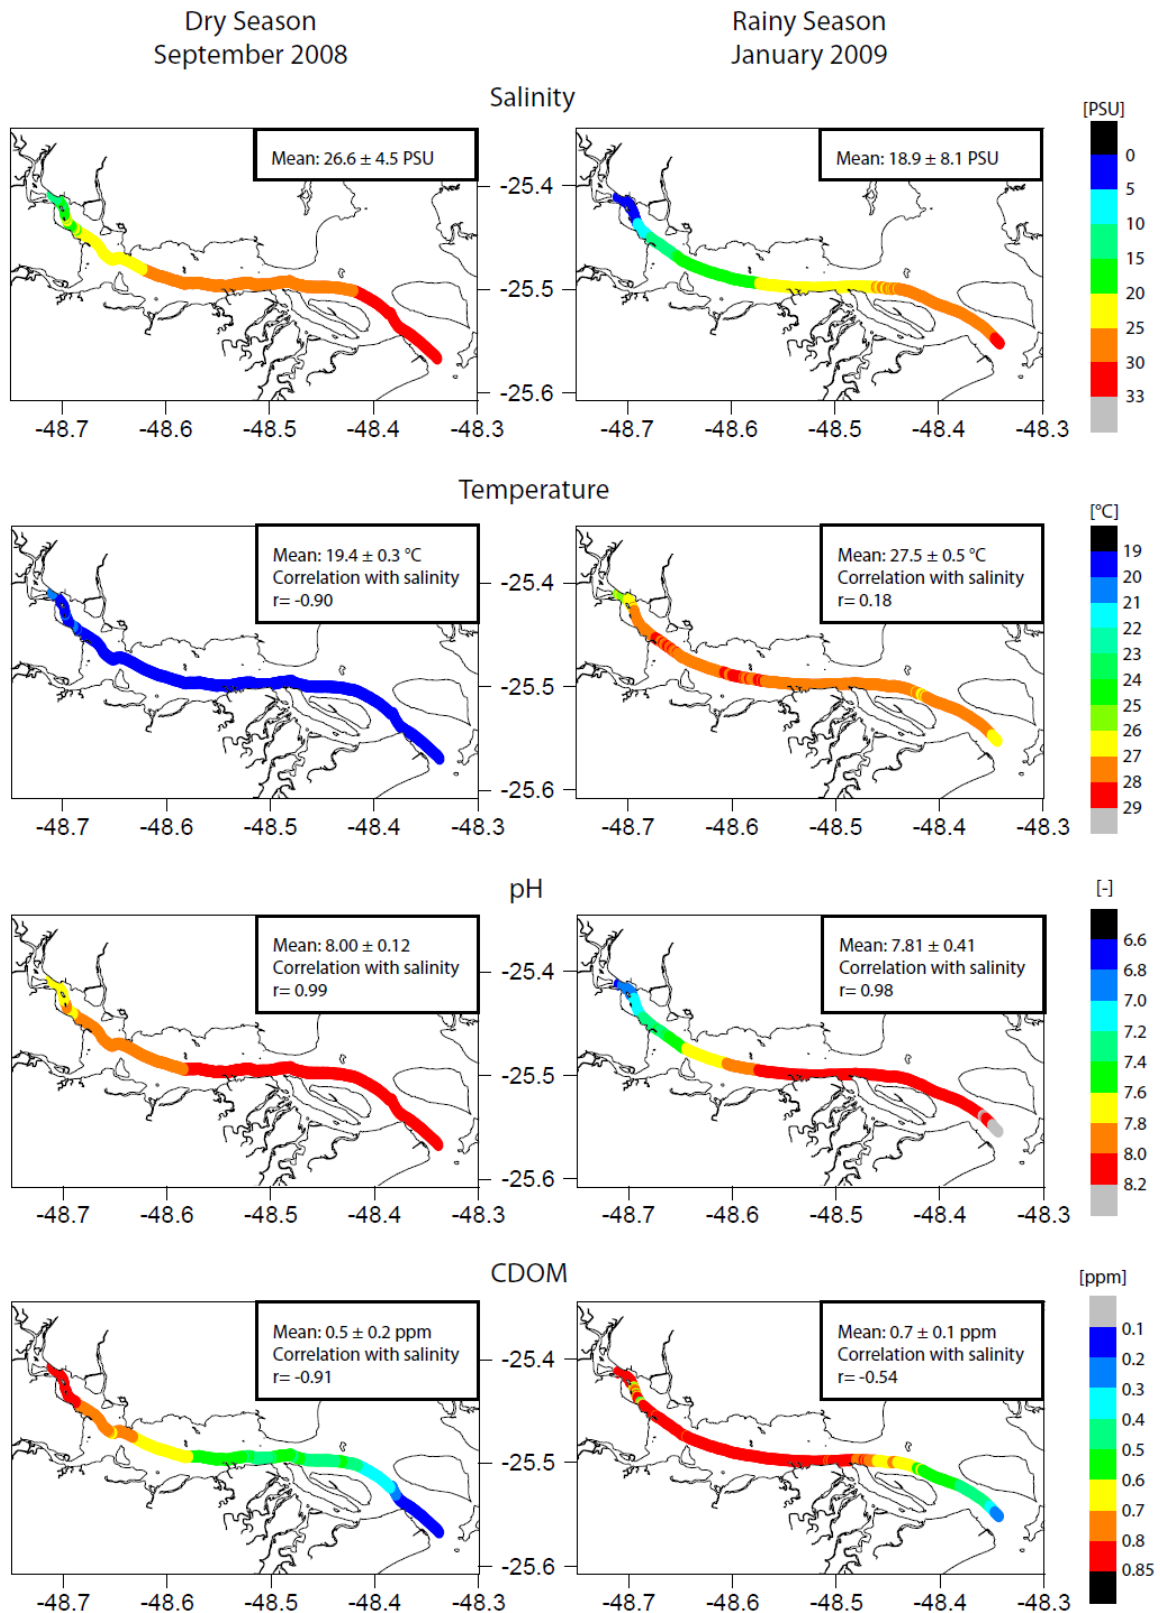 Dry Season
September 2008
Rainy Season
January 2009
Salinity
[PSU]
Mean: 26.6 ± 4.5 PSU
Mean: 18.9 ± 8.1 PSU
0
5
10
15
20
25
30
33
-25.4
-25.5
-25.6
-48.7 -48.6 -48.5 -48.4 -48.3
-48.7 -48.6 -48.5 -48.4 -48.3
Temperature
[°C]
Mean: 19.4 ± 0.3 °C
Correlation with salinity
r= -0.90
Mean: 27.5 ± 0.5 °C
Correlation with salinity
r= 0.18
19
20
21
22
23
24
25
26
27
28
29
-25.4
-25.5
-25.6
-48.7 -48.6 -48.5 -48.4 -48.3
-48.7 -48.6 -48.5 -48.4 -48.3
pH
[-]
Mean: 8.00 ± 0.12
Correlation with salinity
r= 0.99
Mean: 7.81 ± 0.41
Correlation with salinity
r= 0.98
6.6
6.8
7.0
7.2
7.4
7.6
7.8
8.0
8.2
-25.4
-25.5
-25.6
-48.7 -48.6 -48.5 -48.4 -48.3
-48.7 -48.6 -48.5 -48.4 -48.3
CDOM
[ppm]
Mean: 0.5 ± 0.2 ppm
Correlation with salinity
r= -0.91
Mean: 0.7 ± 0.1 ppm
Correlation with salinity
r= -0.54
0.1
0.2
0.3
0.4
0.5
0.6
0.7
0.8
0.85
-25.4
-25.5
-25.6
-48.7 -48.6 -48.5 -48.4 -48.3
-48.7 -48.6 -48.5 -48.4 -48.3